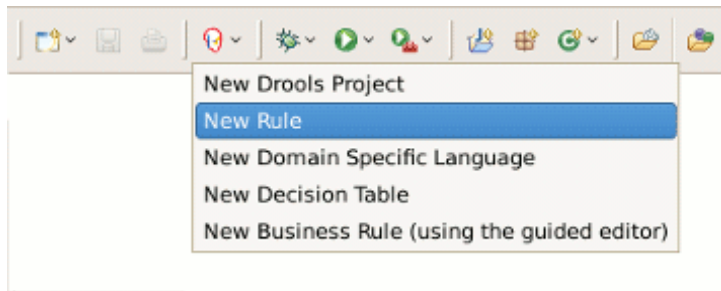 New Drools Project
New Rule
New Domain Specific Language
New Decision Table
New Business Rule (using the guided editor)